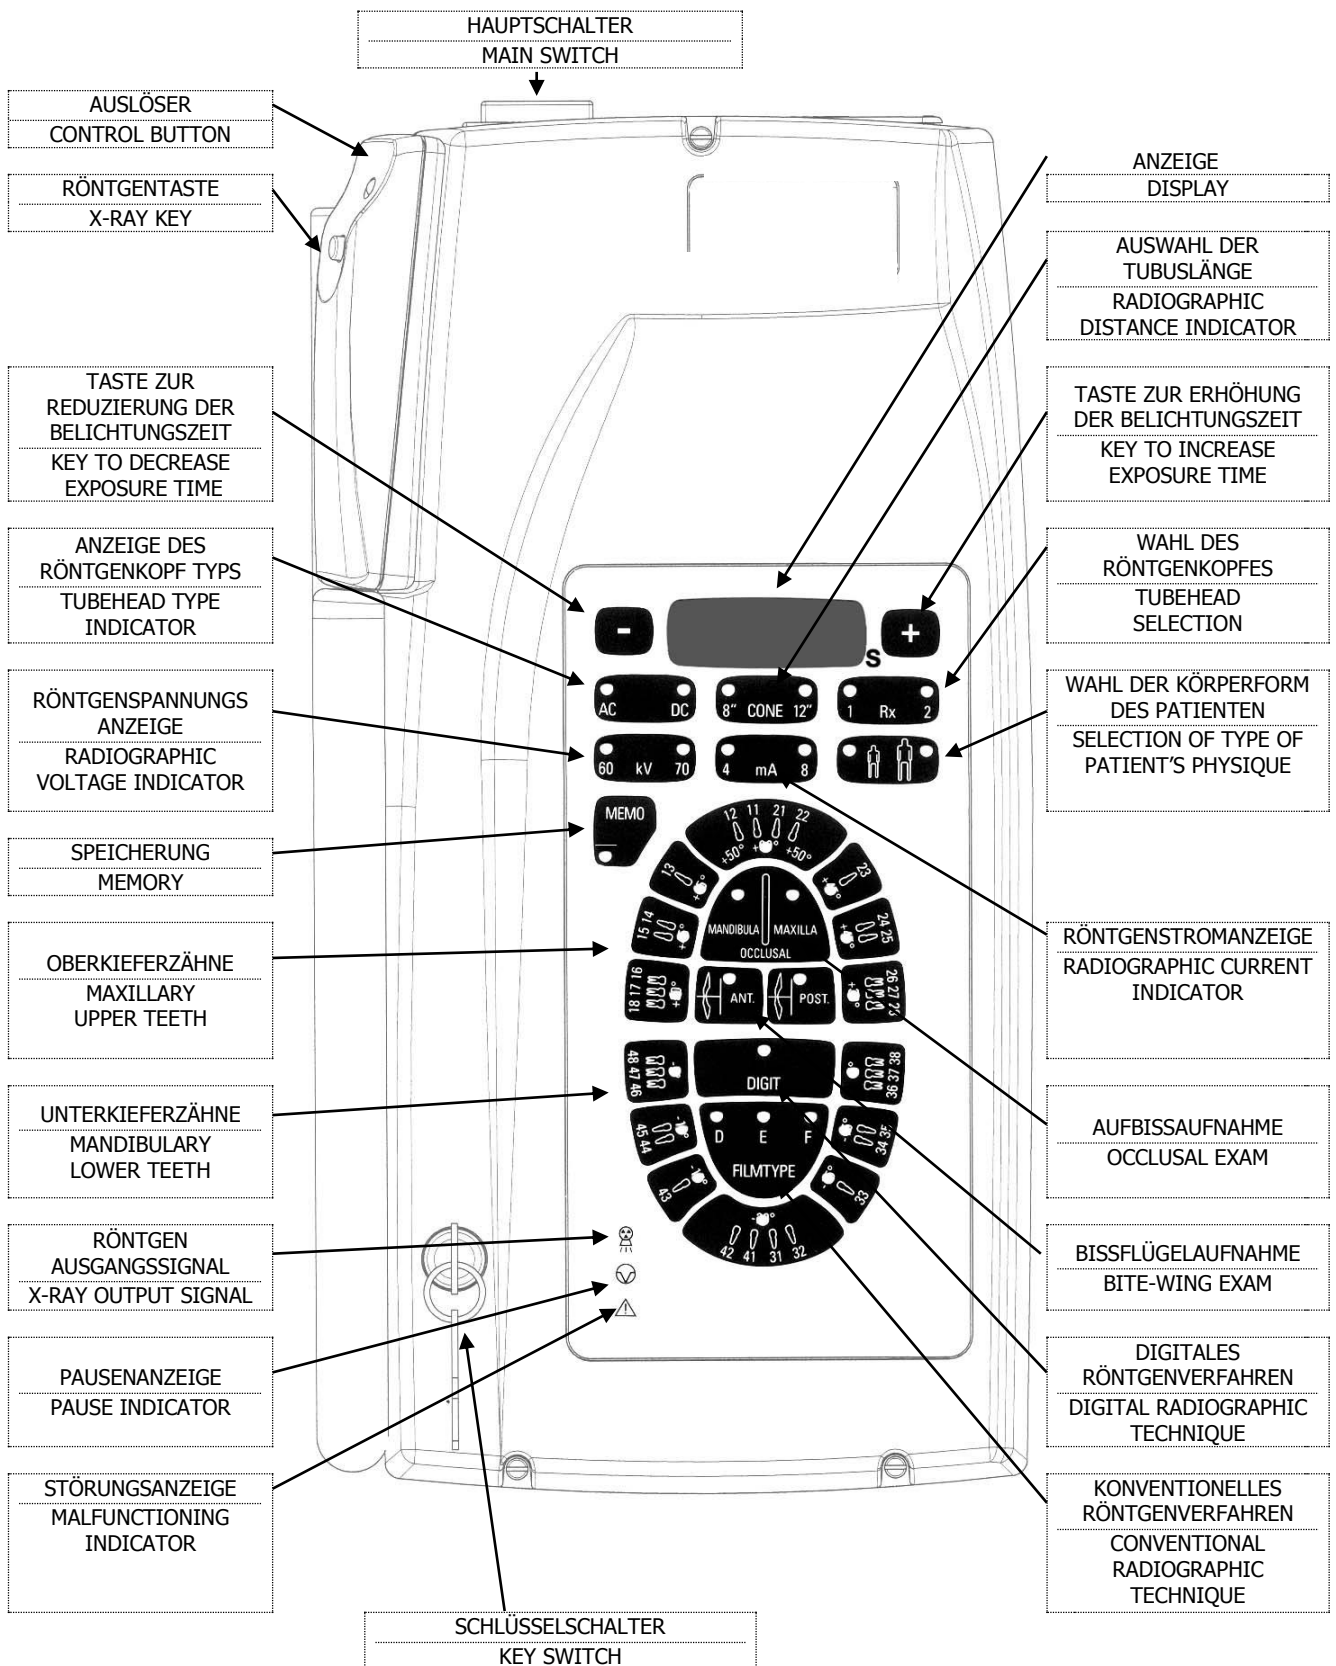 HAUPTSCHALTER
MAIN SWITCH
AUSLÖSER
CONTROL BUTTON
RÖNTGENTASTE
X-RAY KEY
TASTE ZUR
REDUZIERUNG DER
BELICHTUNGSZEIT
KEY TO DECREASE
EXPOSURE TIME
ANZEIGE DES
RÖNTGENKOPF TYPS
TUBEHEAD TYPE
INDICATOR
RÖNTGENSPANNUNGS
ANZEIGE
RADIOGRAPHIC
VOLTAGE INDICATOR
SPEICHERUNG
MEMORY
OBERKIEFERZÄHNE
MAXILLARY
UPPER TEETH
UNTERKIEFERZÄHNE
MANDIBULARY
LOWER TEETH
RÖNTGEN
AUSGANGSSIGNAL
X-RAY OUTPUT SIGNAL
PAUSENANZEIGE
PAUSE INDICATOR
STÖRUNGSANZEIGE
MALFUNCTIONING
INDICATOR
- +
S
AC DC
8" CONE 12"
1 Rx 2
60 kV 70
4 mA 8
MEMO
12 11 21 22
+50° +50°
13
23
15 14
24 25
18 17 16
26 27 23
MANDIBULA MAXILLA
OCCLUSAL
ANT.
POST.
48 47 46
36 37 38
DIGIT
45 44
34 35
D E F
FILMTYPE
43
33
42 41 31 32
ANZEIGE
DISPLAY
AUSWAHL DER
TUBUSLÄNGE
RADIOGRAPHIC
DISTANCE INDICATOR
TASTE ZUR ERHÖHUNG
DER BELICHTUNGSZEIT
KEY TO INCREASE
EXPOSURE TIME
WAHL DES
RÖNTGENKOPFES
TUBEHEAD
SELECTION
WAHL DER KÖRPERFORM
DES PATIENTEN
SELECTION OF TYPE OF
PATIENT'S PHYSIQUE
RÖNTGENSTROMANZEIGE
RADIOGRAPHIC CURRENT
INDICATOR
AUFBISSAUFNAHME
OCCLUSAL EXAM
BISSFLÜGELAUFNAHME
BITE-WING EXAM
DIGITALES
RÖNTGENVERFAHREN
DIGITAL RADIOGRAPHIC
TECHNIQUE
KONVENTIONELLES
RÖNTGENVERFAHREN
CONVENTIONAL
RADIOGRAPHIC
TECHNIQUE
SCHLÜSSELSCHALTER
KEY SWITCH